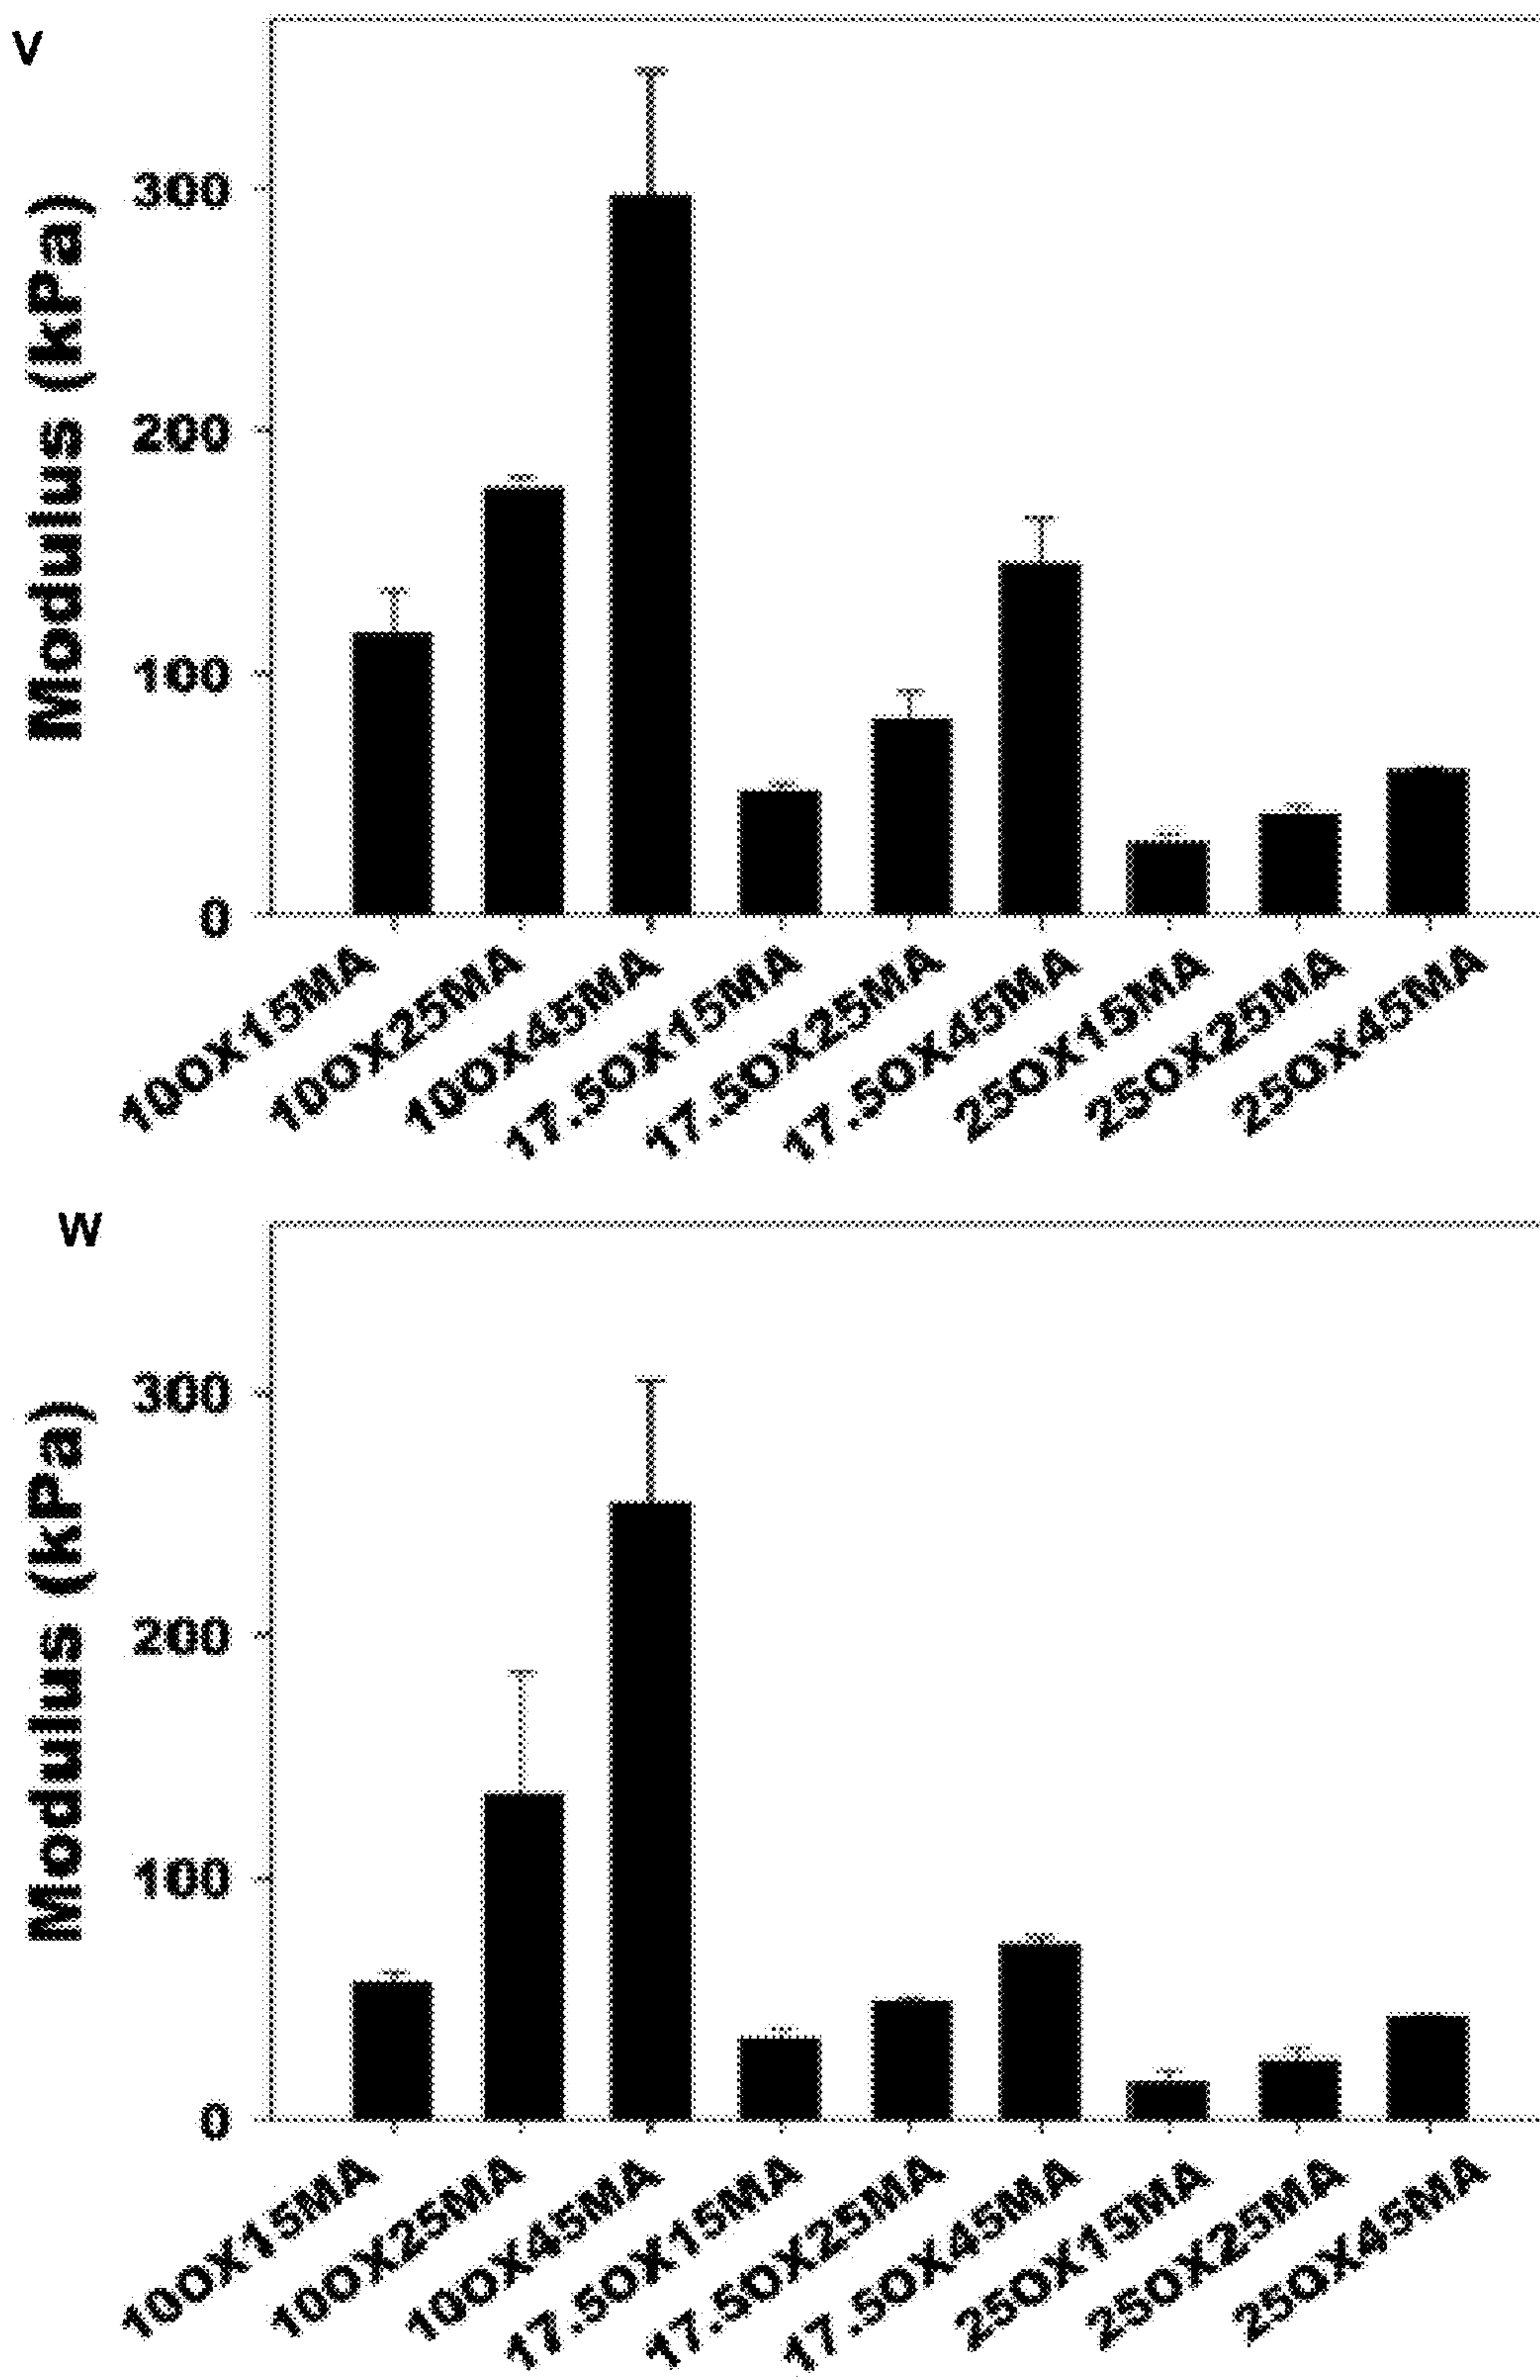 V
Modulus (kPa)
300
200
100
0
10OX15MA
10OX25MA
10OX45MA
17.5OX15MA
17.5OX25MA
17.5OX45MA
25OX15MA
25OX25MA
25OX45MA
W
Modulus (kPa)
300
200
100
0
10OX15MA
10OX25MA
10OX45MA
17.5OX15MA
17.5OX25MA
17.5OX45MA
25OX15MA
25OX25MA
25OX45MA